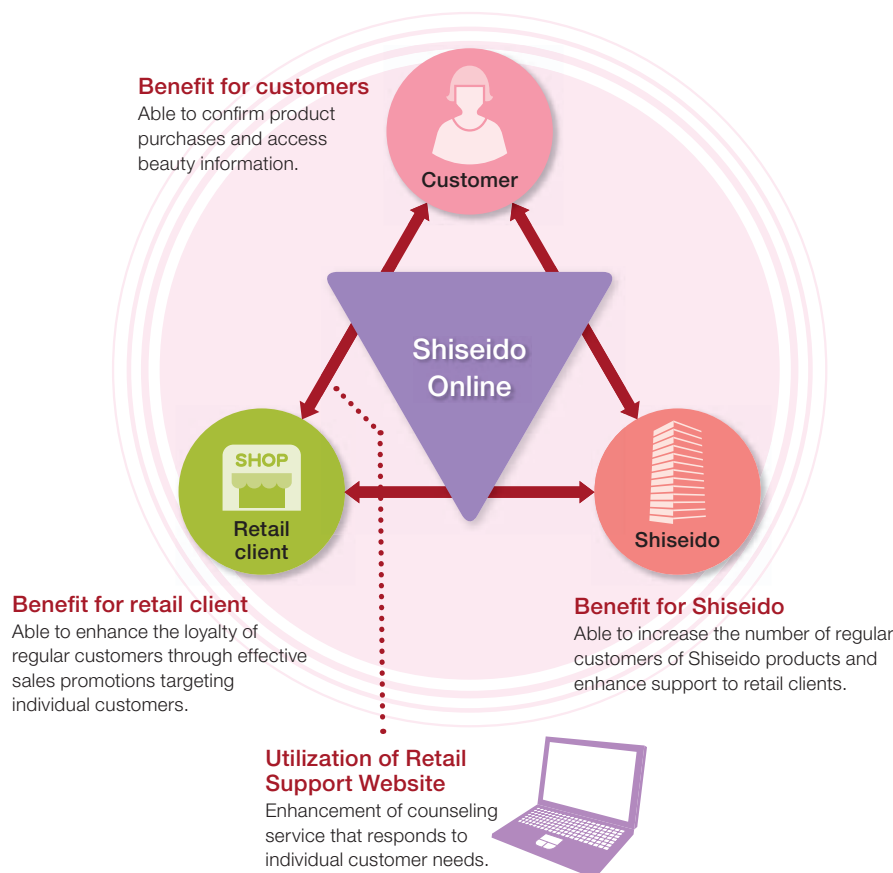 Benefit for customers
Able to confirm product
purchases and access
beauty information.
Customer
Shiseido
Online
SHOP
Retail
client
Shiseido
Benefit for retail client
Able to enhance the loyalty of
regular customers through effective
sales promotions targeting
individual customers.
Benefit for Shiseido
Able to increase the number of regular
customers of Shiseido products and
enhance support to retail clients.
Utilization of Retail
Support Website
Enhancement of counseling
service that responds to
individual customer needs.